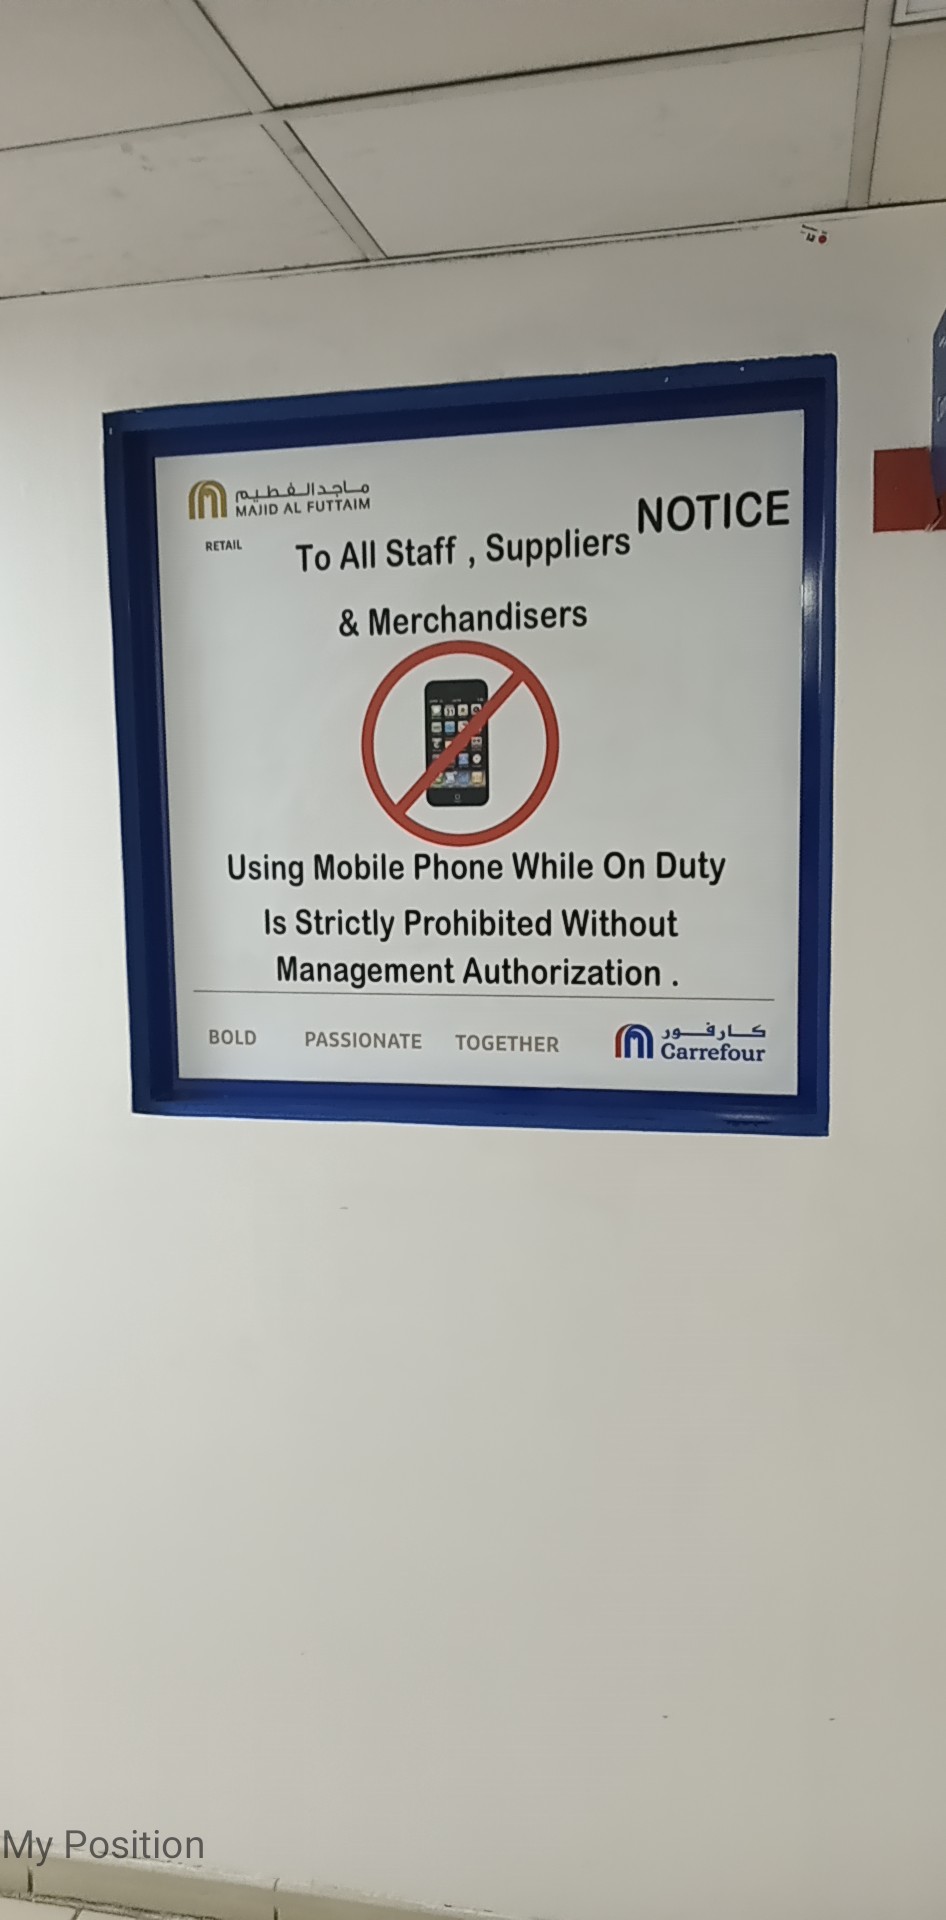 ماجد الفطيم
MAJID AL FUTTAIM
RETAIL
NOTICE
To All Staff , Suppliers
& Merchandisers
Using Mobile Phone While On Duty
Is Strictly Prohibited Without
Management Authorization .
BOLD PASSIONATE TOGETHER
كارفور
Carrefour
My Position